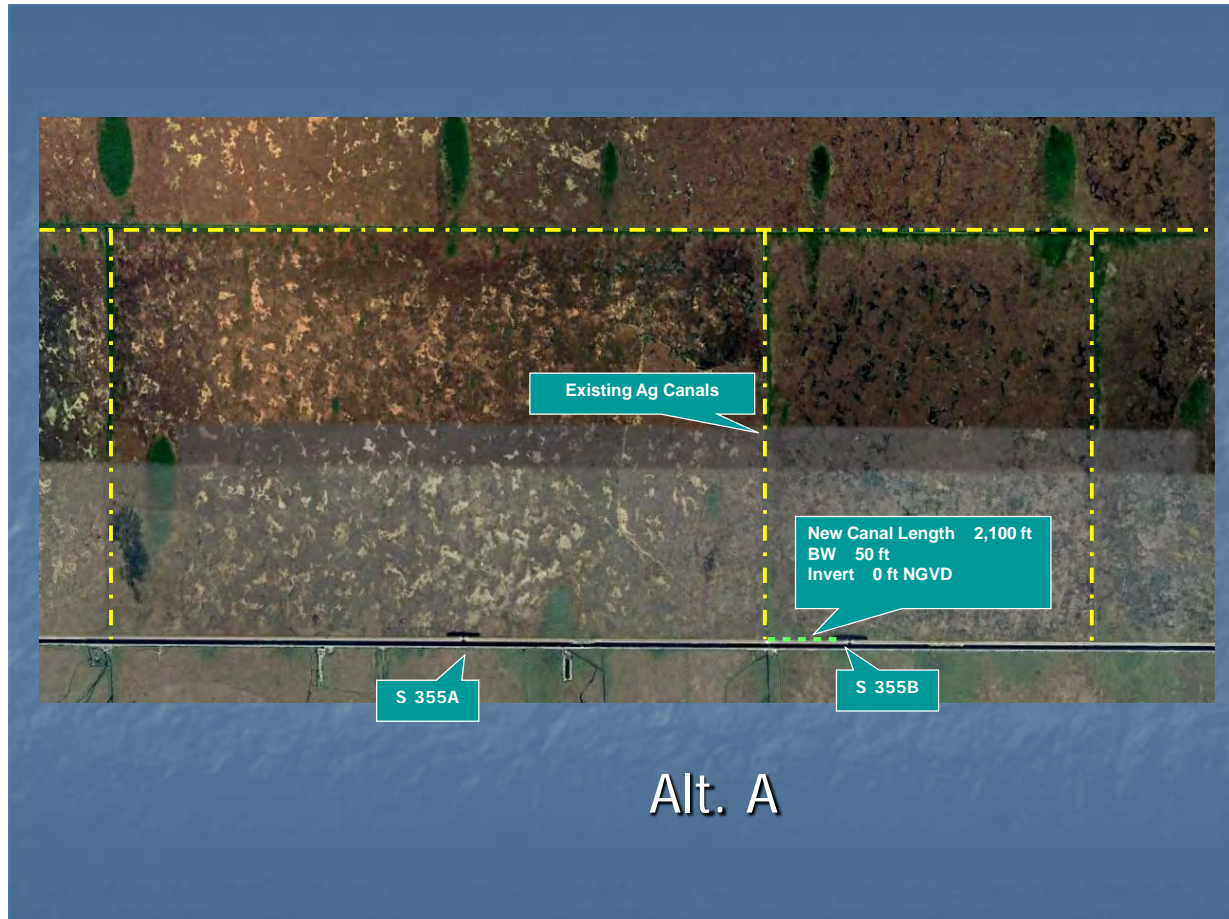 Existing Ag Canals
New Canal Length 2,100 ft
BW 50 ft
Invert 0 ft NGVD
S 355A
S 355B
Alt. A